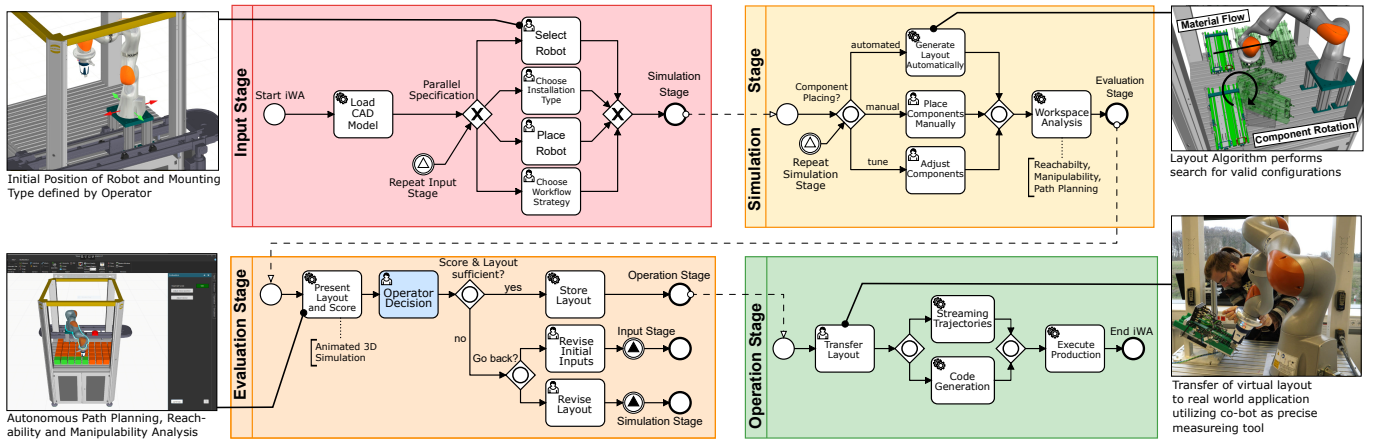 Initial Position of Robot and Mounting
Type defined by Operator
Input Stage
Start iWA
Load
CAD
Model
Parallel
Specification
Repeat Input
Stage
Select
Robot
Choose
Installation
Type
Place
Robot
Choose
Workflow
Strategy
Simulation
Stage
Simulation Stage
Component
Placing?
Repeat
Simulation
Stage
automated
manual
tune
Generate
Layout
Automatically
Place
Components
Manually
Adjust
Components
Workspace
Analysis
Reachabilty,
Manipulability,
Path Planning
Evaluation
Stage
Material Flow
Component Rotation
Layout Algorithm performs
search for valid configurations
Autonomous Path Planning, Reach-
ability and Manipulability Analysis
Evaluation Stage
Present
Layout
and Score
Animated 3D
Simulation
Operator
Decision
Score & Layout
sufficient?
yes
no
Store
Layout
Operation Stage
Go back?
Revise
Initial
Inputs
Input Stage
Revise
Layout
Simulation Stage
Operation Stage
Transfer
Layout
Streaming
Trajectories
Code
Generation
Execute
Production
End iWA
Transfer of virtual layout
to real world application
utilizing co-bot as precise
measureing tool